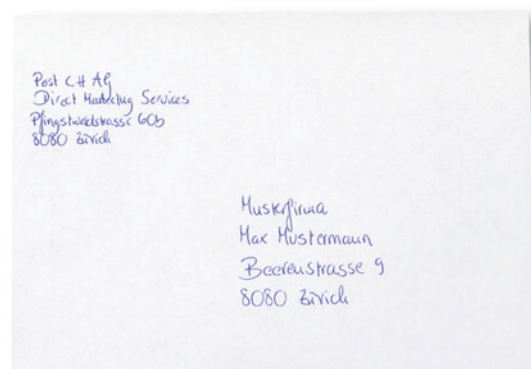 Post CH AG
Direct Marketing Services
Pfingstweidstrasse 60b
8080 Zürich
Musterfirma
Max Mustermann
Beerenstrasse 9
8080 Zürich